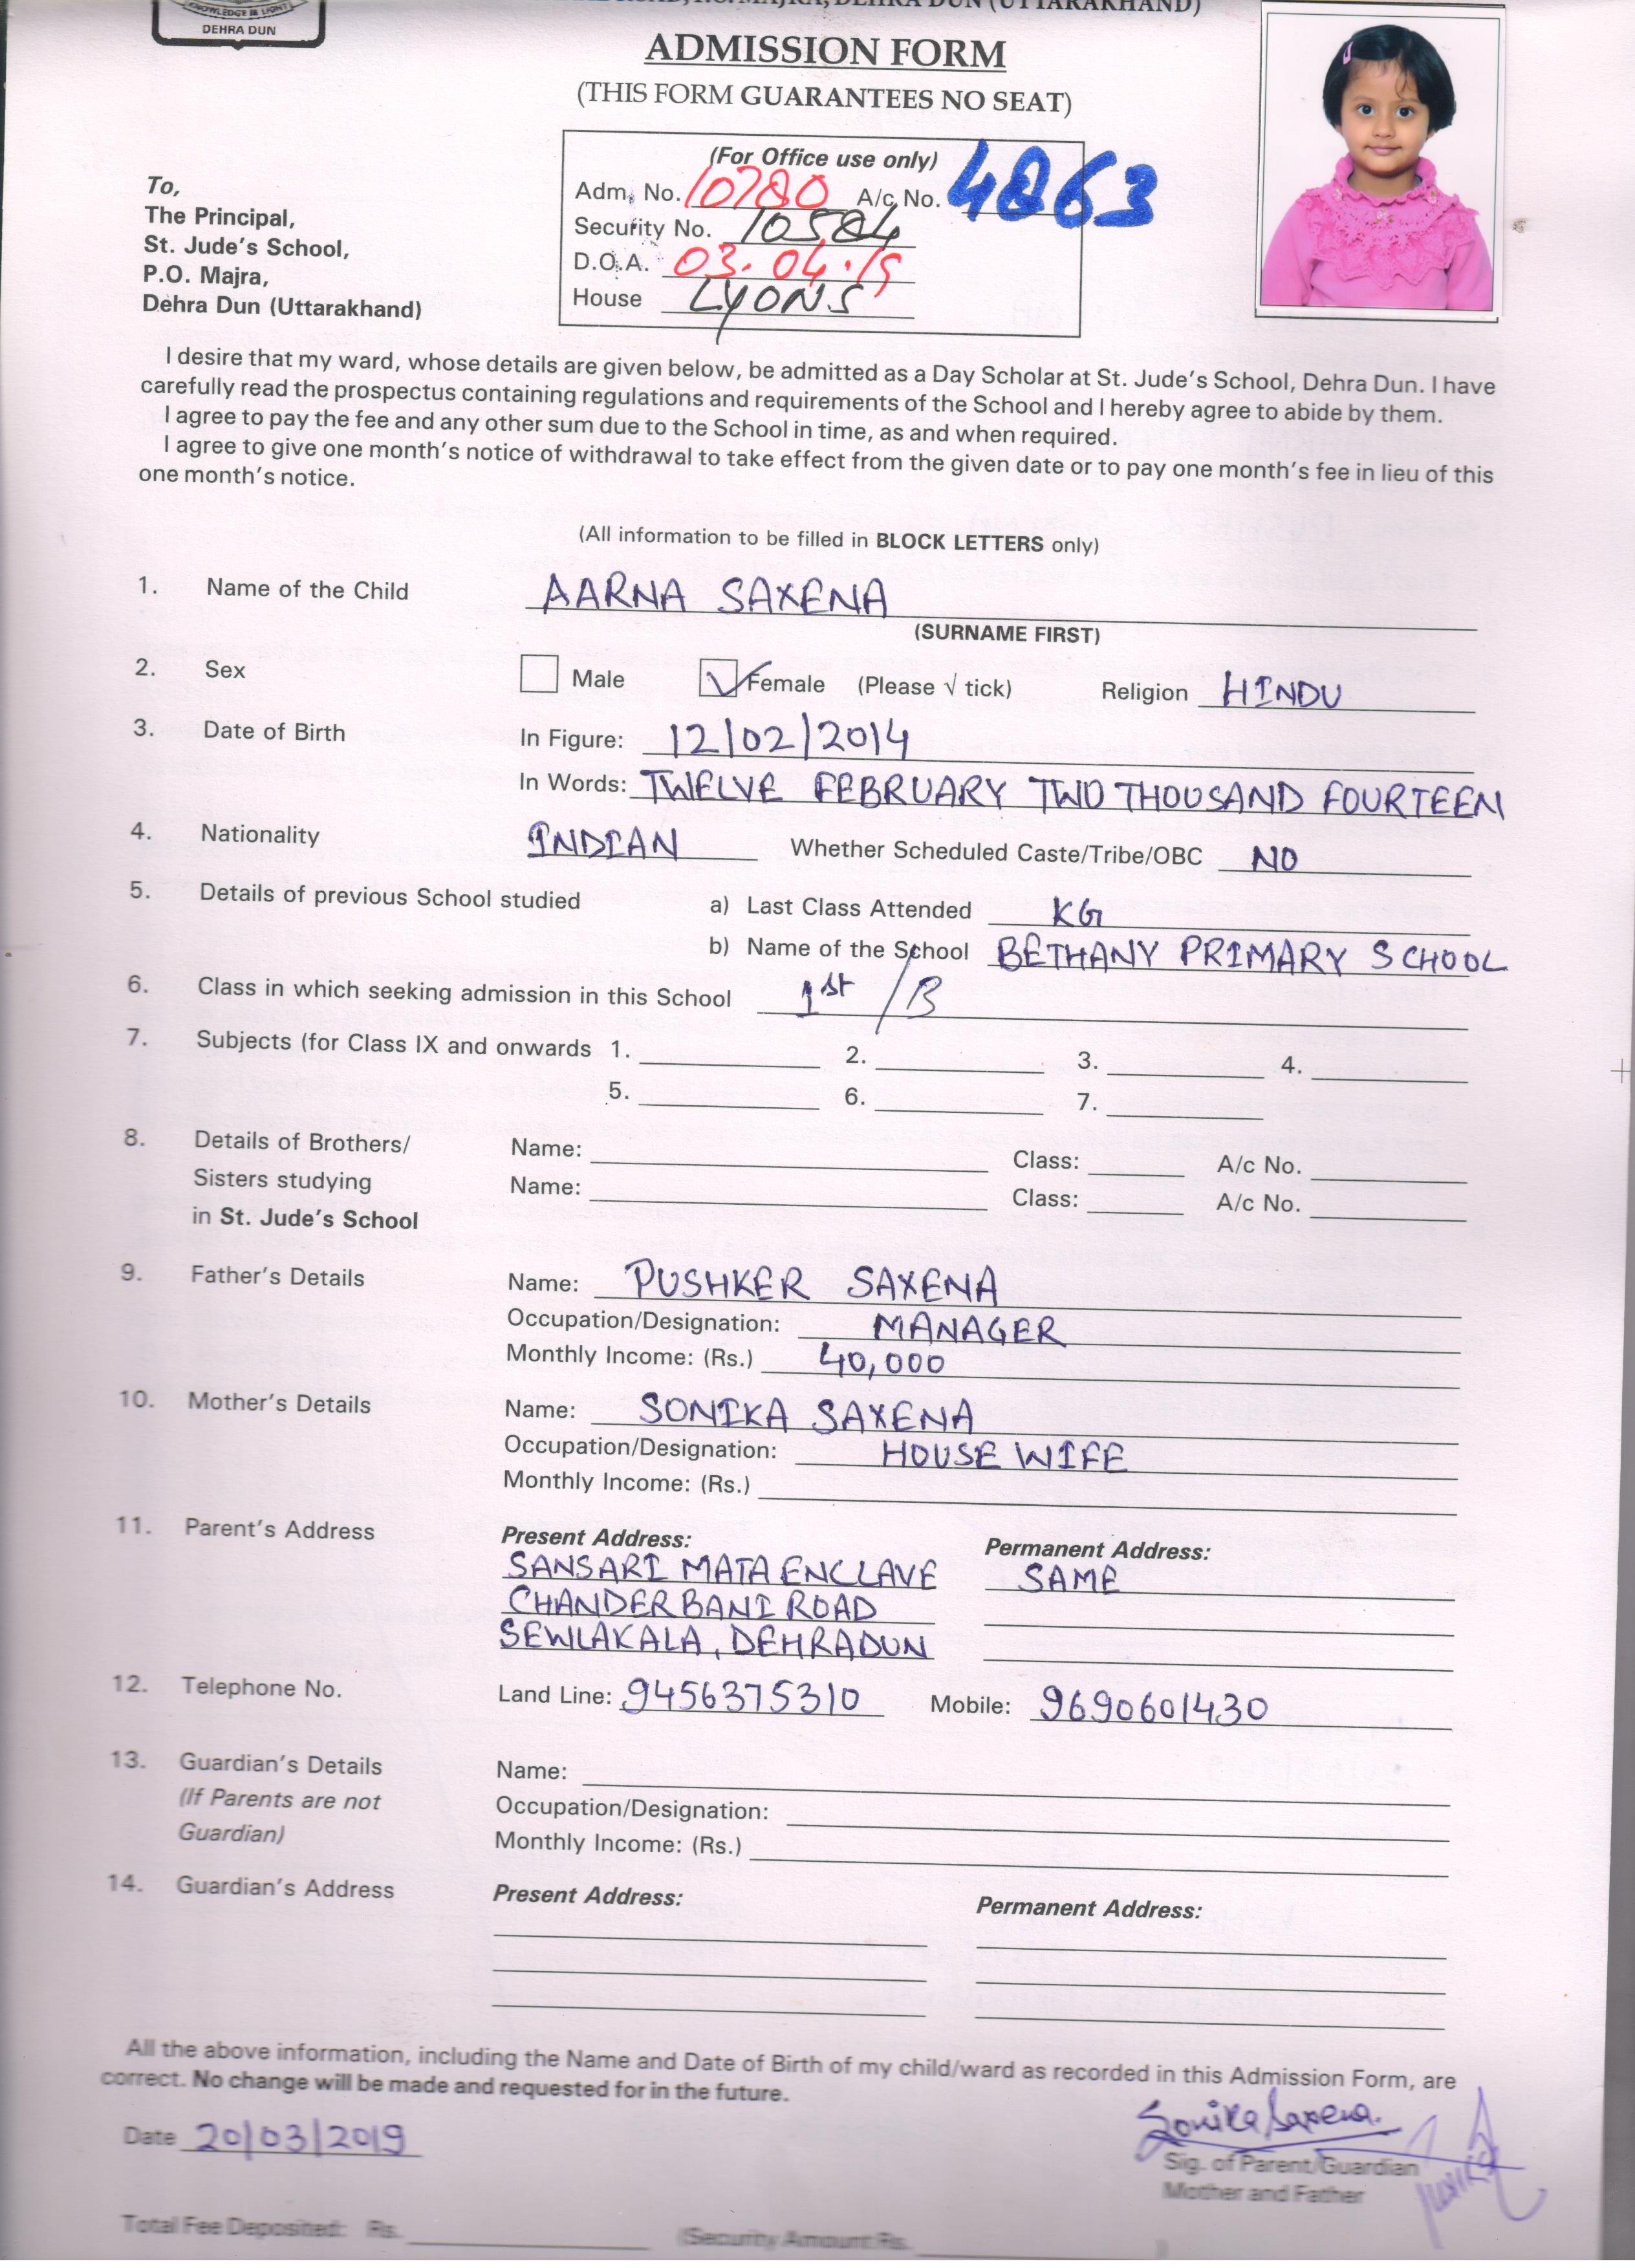 KNOWLEDGE IS LIGHT
DEHRA DUN
ROAD, P.O. MAJRA, DEHRA DUN (UTTARAKHAND)
ADMISSION FORM
(THIS FORM GUARANTEES NO SEAT)
(For Office use only)
Adm. No. 10780 A/c No. 4863
Security No. 10584
D.O.A. 03.04.19
House LYONS
To,
The Principal,
St. Jude's School,
P.O. Majra,
Dehra Dun (Uttarakhand)
I desire that my ward, whose details are given below, be admitted as a Day Scholar at St. Jude's School, Dehra Dun. I have
carefully read the prospectus containing regulations and requirements of the School and I hereby agree to abide by them.
I agree to pay the fee and any other sum due to the School in time, as and when required.
I agree to give one month's notice of withdrawal to take effect from the given date or to pay one month's fee in lieu of this
one month's notice.
(All information to be filled in BLOCK LETTERS only)
1. Name of the Child AARNA SAXENA
(SURNAME FIRST)
2. Sex Male Female (Please √ tick) Religion HINDU
3. Date of Birth In Figure: 12/02/2014
In Words: TWELVE FEBRUARY TWO THOUSAND FOURTEEN
4. Nationality INDIAN Whether Scheduled Caste/Tribe/OBC NO
5. Details of previous School studied a) Last Class Attended KG
b) Name of the School BETHANY PRIMARY SCHOOL
6. Class in which seeking admission in this School 1st /B
7. Subjects (for Class IX and onwards 1. 2. 3. 4.
5. 6. 7.
8. Details of Brothers/ Name: Class: A/c No.
Sisters studying Name: Class: A/c No.
in St. Jude's School
9. Father's Details Name: PUSHKER SAXENA
Occupation/Designation: MANAGER
Monthly Income: (Rs.) 40,000
10. Mother's Details Name: SONIKA SAXENA
Occupation/Designation: HOUSE WIFE
Monthly Income: (Rs.)
11. Parent's Address Present Address: Permanent Address:
SANSARI MATA ENCLAVE SAME
CHANDERBANI ROAD
SEWLAKALA, DEHRADUN
12. Telephone No. Land Line: 9456375310 Mobile: 9690601430
13. Guardian's Details Name:
(If Parents are not Occupation/Designation:
Guardian) Monthly Income: (Rs.)
14. Guardian's Address Present Address: Permanent Address:
All the above information, including the Name and Date of Birth of my child/ward as recorded in this Admission Form, are
correct. No change will be made and requested for in the future.
Date 20/03/2019 Sonika Saxena.
Sig. of Parent/Guardian
Mother and Father
Total Fee Deposited: Rs. (Security Amount Rs. )